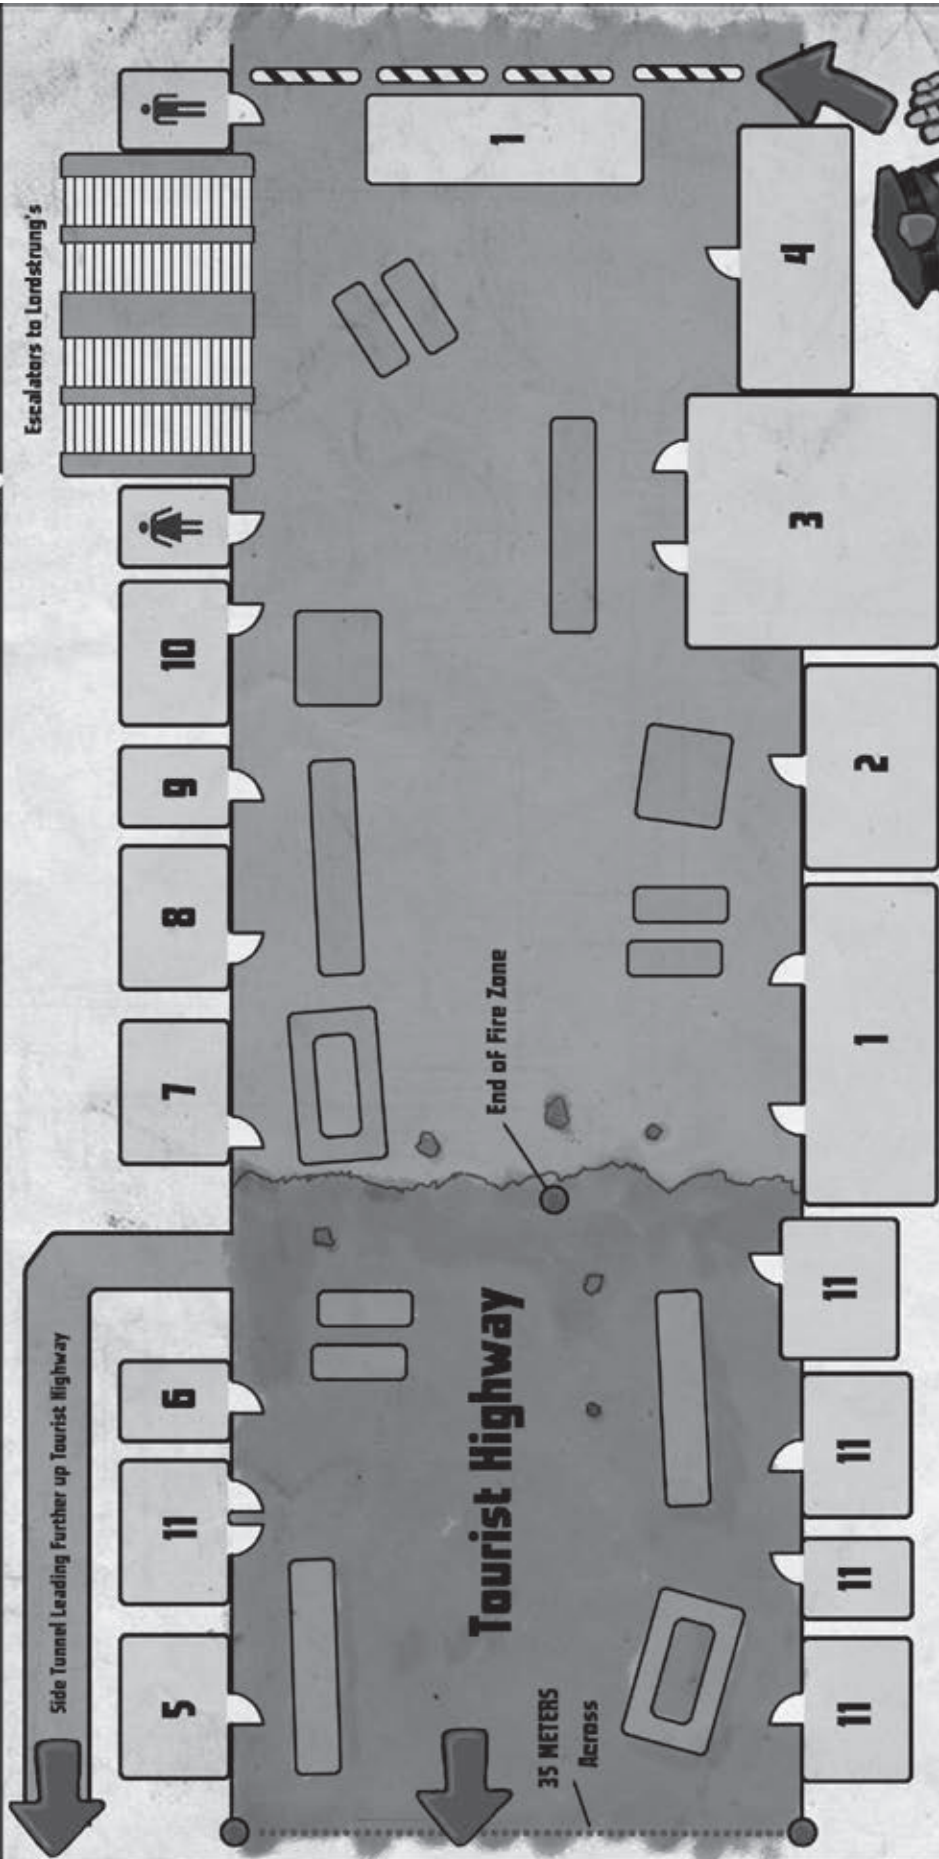 Escalators to Lordstrung's
1
4
3
10
9
2
8
7
1
End of Fire Zone
Side Tunnel Leading Further up Tourist Highway
6
11
5
Tourist Highway
11
11
11
11
35 METERS
Across